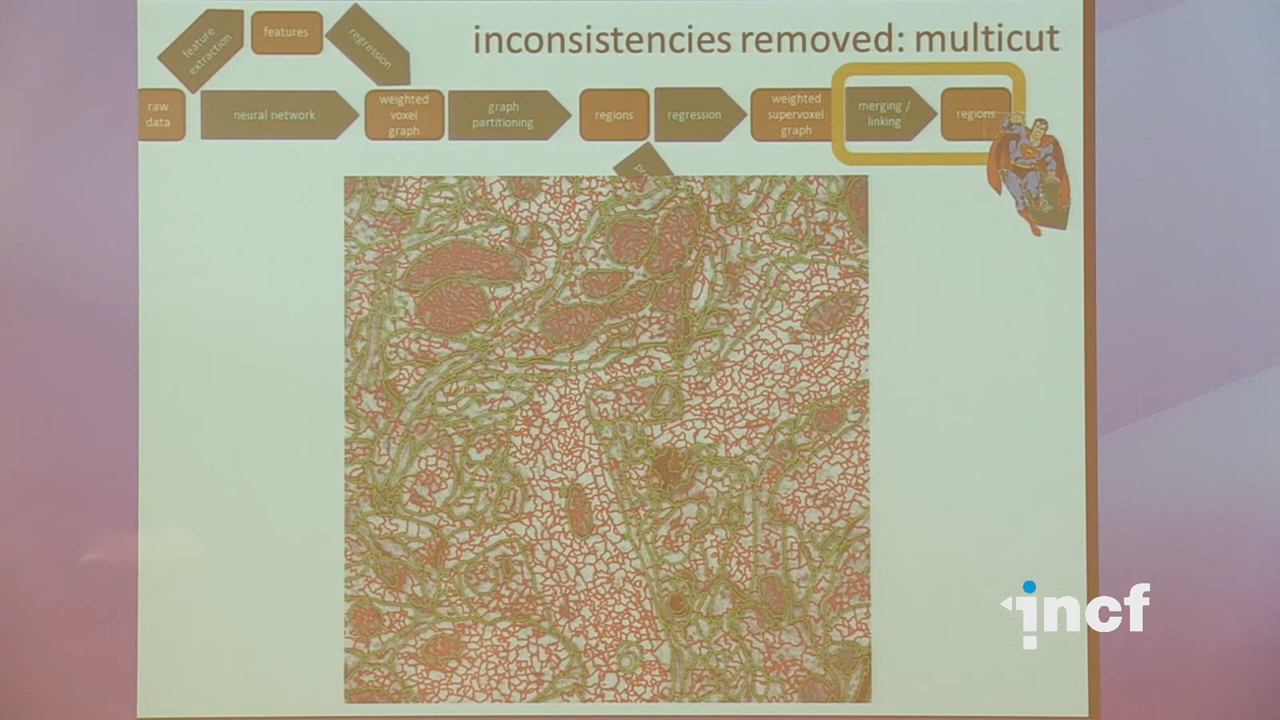 inconsistencies removed: multicut
feature
extraction
features
regression
raw
data
neural network
weighted
voxel
graph
graph
partitioning
regions
regression
weighted
supervoxel
graph
merging /
linking
regions
incf